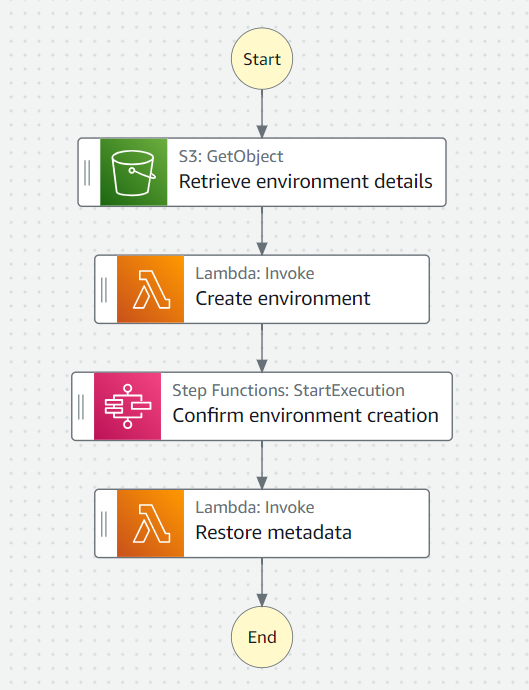 Start
S3: GetObject
Retrieve environment details
Lambda: Invoke
Create environment
Step Functions: StartExecution
Confirm environment creation
Lambda: Invoke
Restore metadata
End